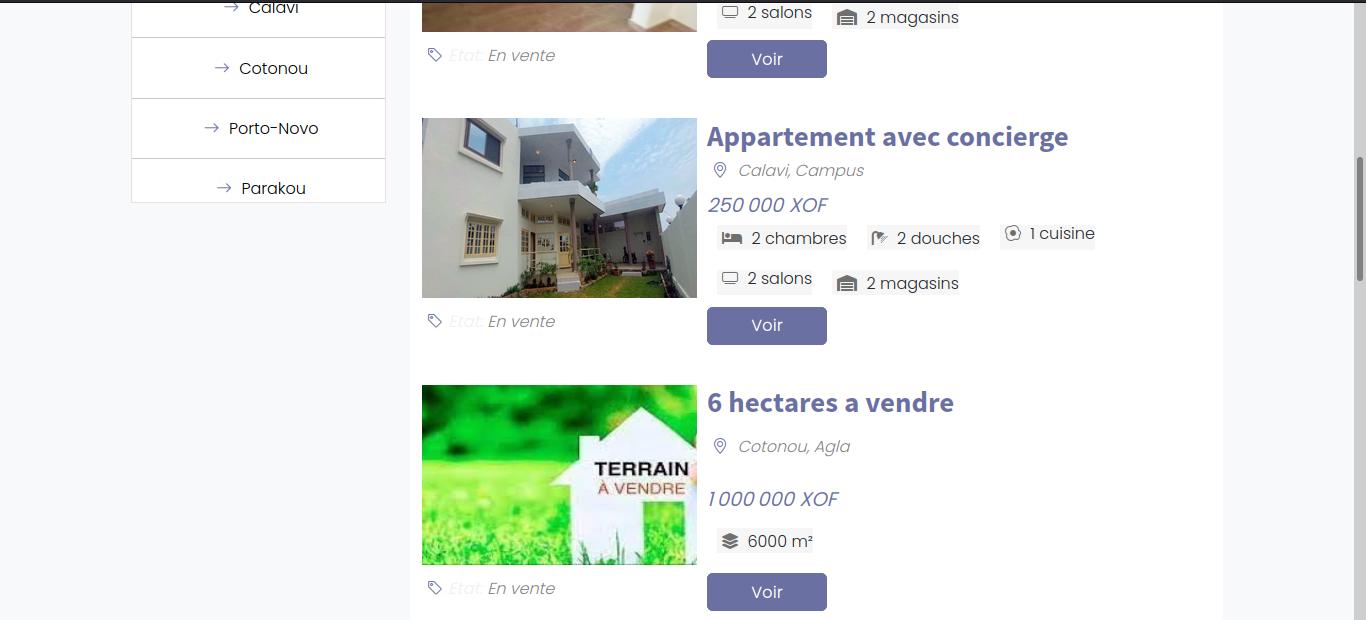 Calavi
Cotonou
Porto-Novo
Parakou
2 salons 2 magasins
Etat: En vente
Voir
Appartement avec concierge
Calavi, Campus
250 000 XOF
2 chambres 2 douches 1 cuisine
2 salons 2 magasins
Etat: En vente
Voir
6 hectares a vendre
TERRAIN
À VENDRE
Cotonou, Agla
1 000 000 XOF
6000 m²
Etat: En vente
Voir